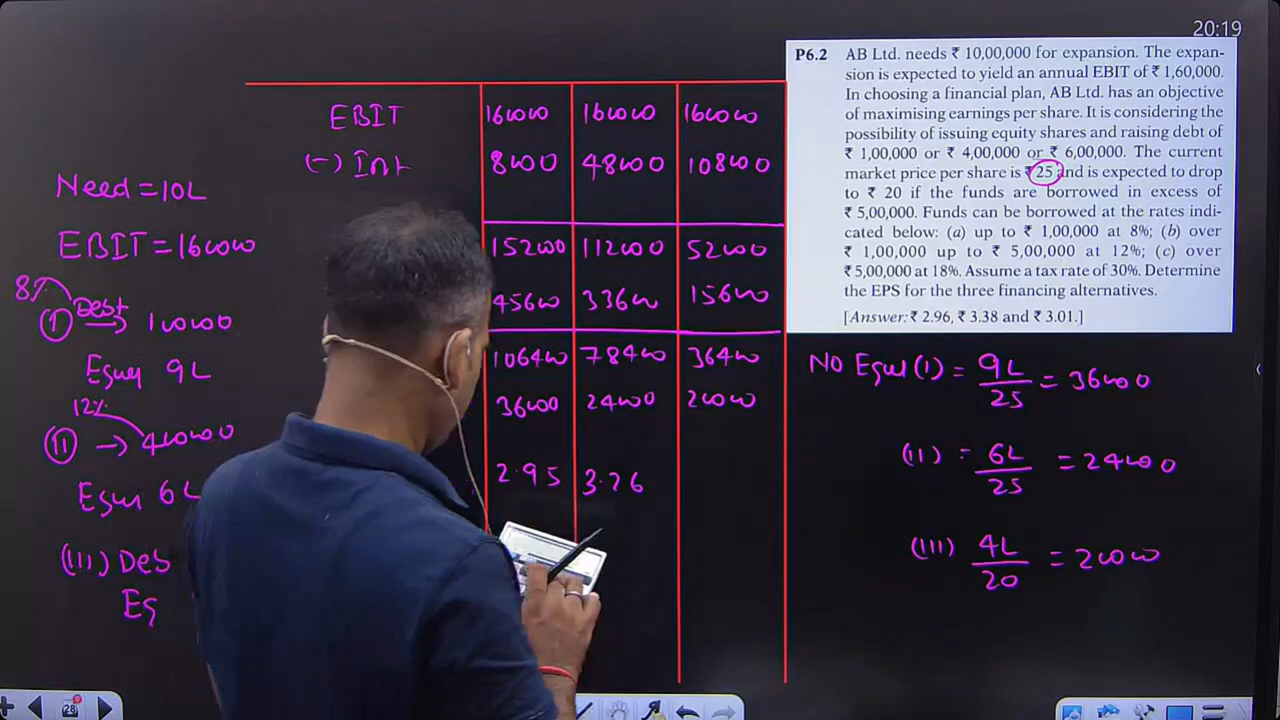 20:19
P6.2 AB Ltd. needs ₹ 10,00,000 for expansion. The expan-
sion is expected to yield an annual EBIT of ₹ 1,60,000.
In choosing a financial plan, AB Ltd. has an objective
of maximising earnings per share. It is considering the
possibility of issuing equity shares and raising debt of
₹ 1,00,000 or ₹ 4,00,000 or ₹ 6,00,000. The current
market price per share is ₹ 25 and is expected to drop
to ₹ 20 if the funds are borrowed in excess of
₹ 5,00,000. Funds can be borrowed at the rates indi-
cated below: (a) up to ₹ 1,00,000 at 8%; (b) over
₹ 1,00,000 up to ₹ 5,00,000 at 12%; (c) over
₹ 5,00,000 at 18%. Assume a tax rate of 30%. Determine
the EPS for the three financing alternatives.
[Answer: ₹ 2.96, ₹ 3.38 and ₹ 3.01.]
EBIT 160000 160000 160000
(-) Int 8000 48000 108000
152000 112000 52000
45600 33600 15600
106400 78400 36400
36000 24000 20000
2.95 3.26
Need = 10L
EBIT = 160000
8%
(I) Debt → 100000
Equi 9L
12%
(II) → 400000
Equi 6L
(III) Deb
Eq
No Equi (I) = 9L/25 = 36000
(II) = 6L/25 = 24000
(III) 4L/20 = 20000
28